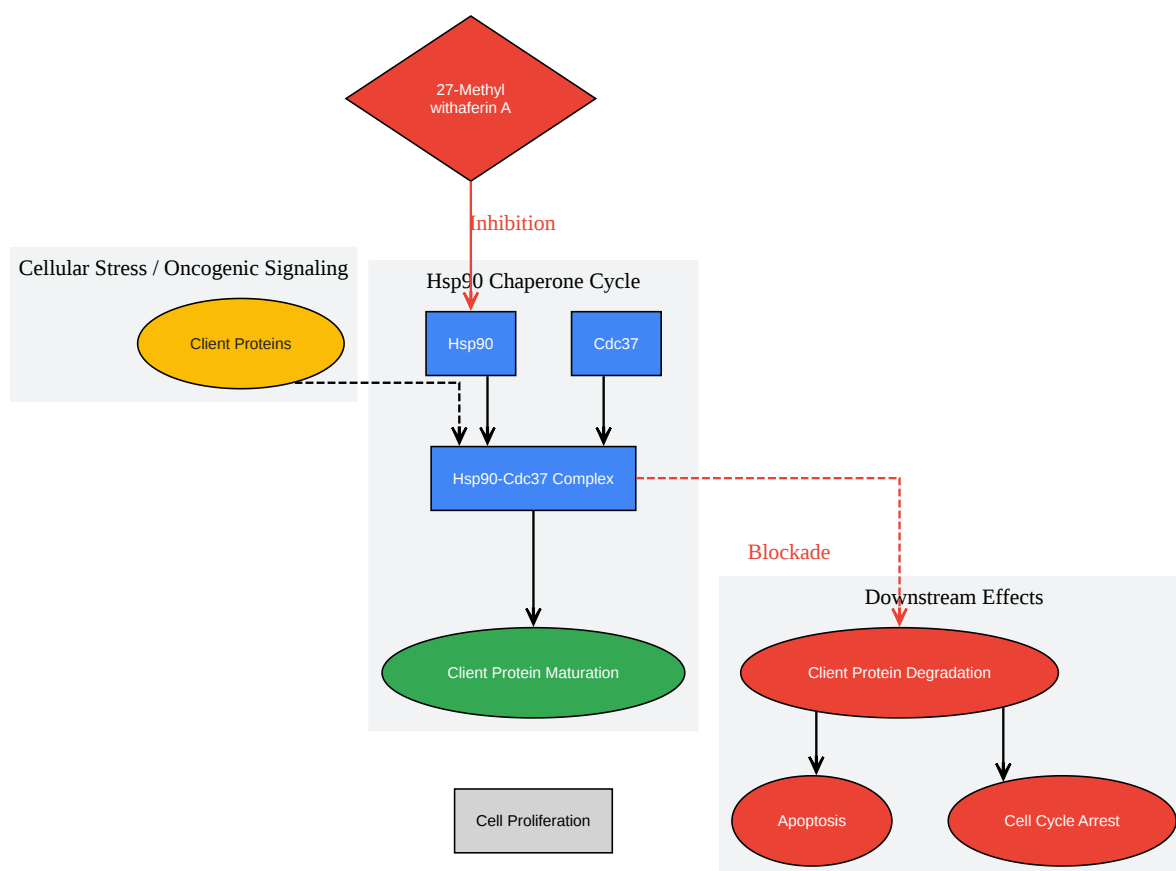 27-Methyl
withaferin A
Inhibition
Cellular Stress / Oncogenic Signaling
Hsp90 Chaperone Cycle
Client Proteins
Hsp90
Cdc37
Hsp90-Cdc37 Complex
Blockade
Downstream Effects
Client Protein Maturation
Client Protein Degradation
Cell Proliferation
Apoptosis
Cell Cycle Arrest